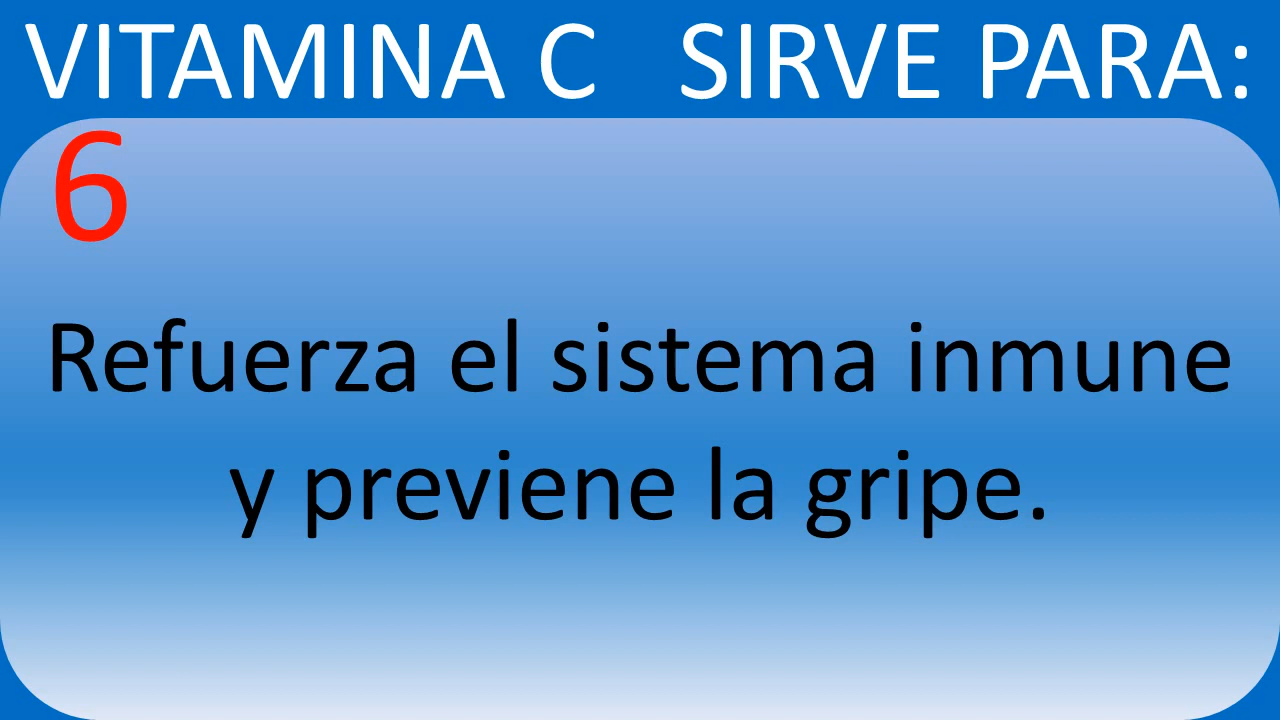 VITAMINA C SIRVE PARA:
6
Refuerza el sistema inmune
y previene la gripe.